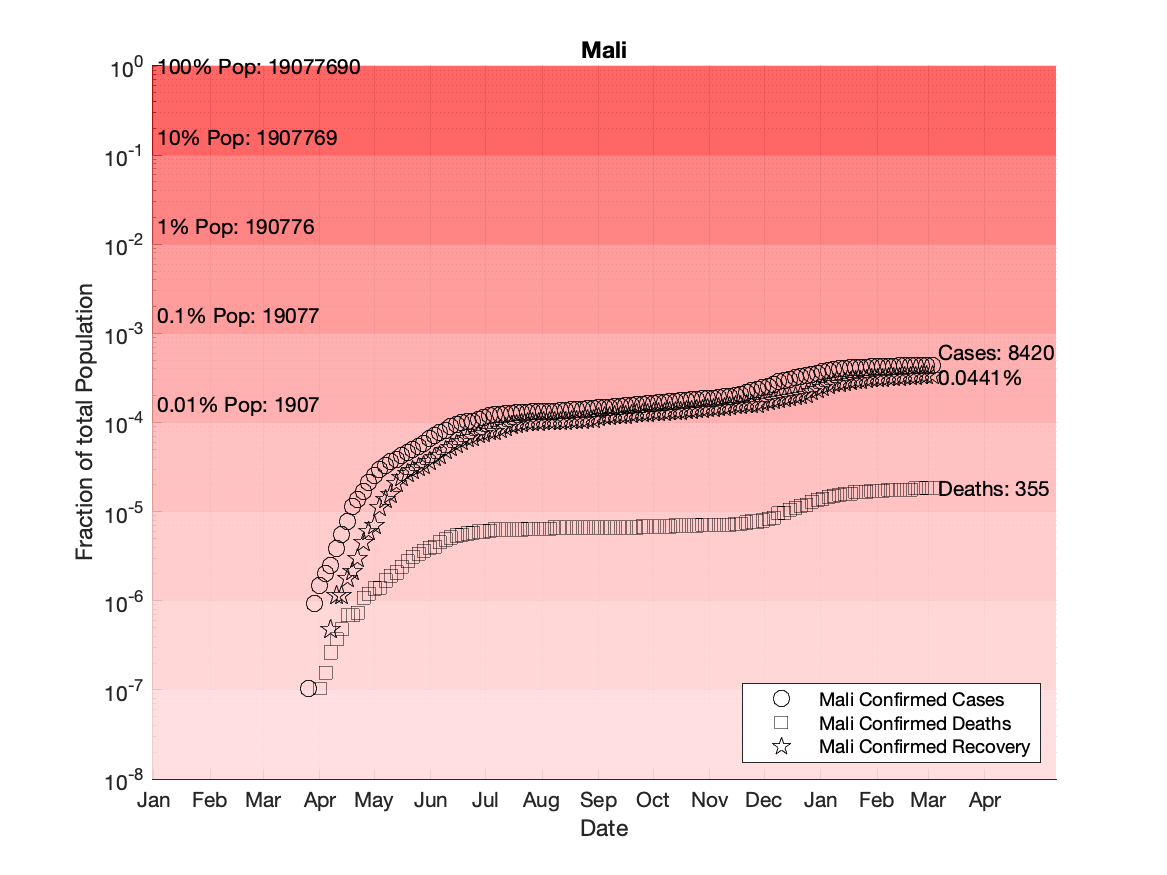 Mali
10^0
100% Pop: 19077690
10% Pop: 1907769
10^-1
1% Pop: 190776
10^-2
0.1% Pop: 19077
10^-3
Cases: 8420
0.0441%
0.01% Pop: 1907
10^-4
Deaths: 355
10^-5
10^-6
10^-7
10^-8
Fraction of total Population
Mali Confirmed Cases
Mali Confirmed Deaths
Mali Confirmed Recovery
Jan Feb Mar Apr May Jun Jul Aug Sep Oct Nov Dec Jan Feb Mar Apr
Date